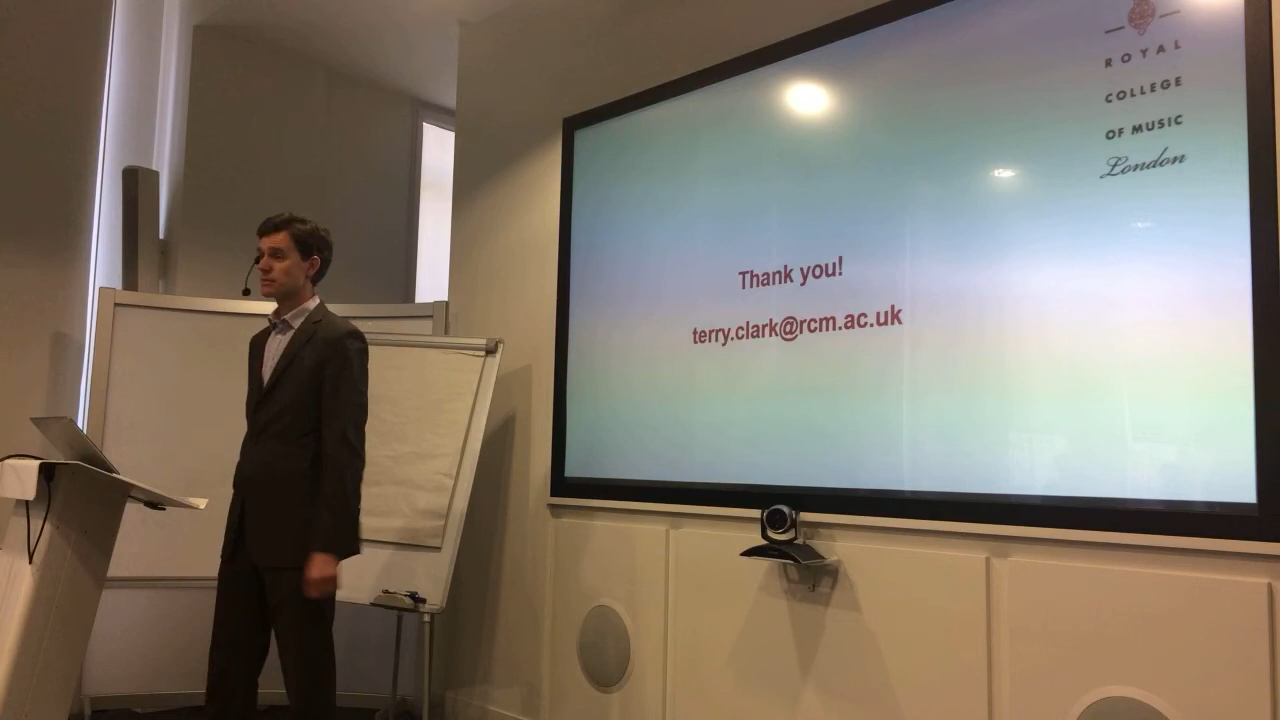 ROYAL
COLLEGE
OF MUSIC
London
Thank you!
terry.clark@rcm.ac.uk